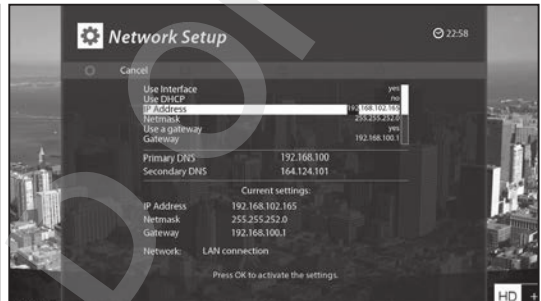 Network Setup
22:58
Cancel
Use Interface yes
Use DHCP no
IP Address 192.168.102.165
Netmask 255.255.252.0
Use a gateway yes
Gateway 192.168.100.1
Primary DNS 192.168.100
Secondary DNS 164.124.101
Current settings:
IP Address 192.168.102.165
Netmask 255.255.252.0
Gateway 192.168.100.1
Network: LAN connection
Press OK to activate the settings.
HD +